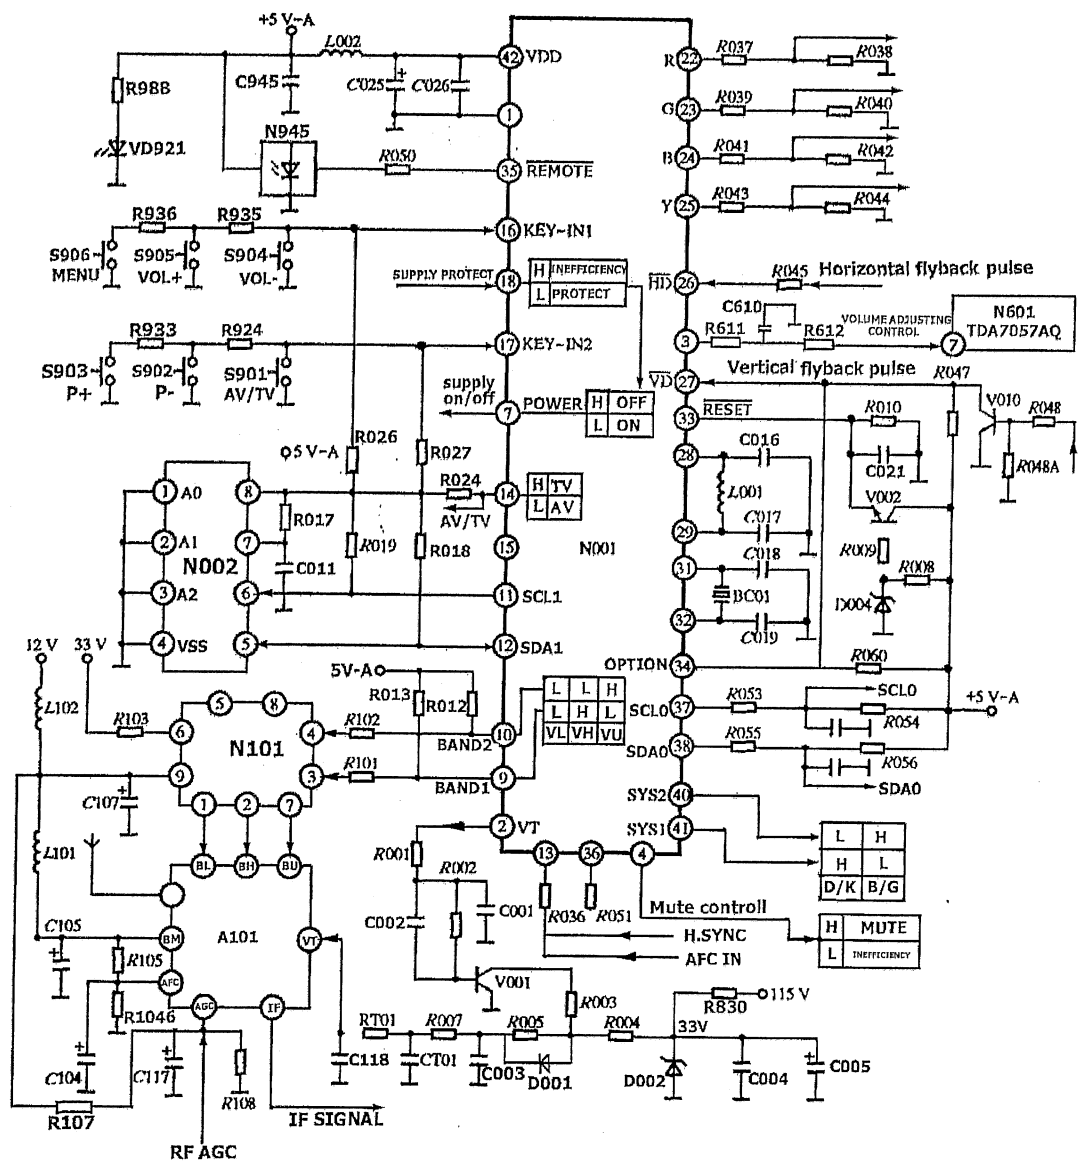 +5 V-A
L002
42 VDD
R98B
C945
C025
+
C026
1
VD921
N945
R050
35 REMOTE
R936
R935
S906
MENU
S905
VOL+
S904
VOL-
16 KEY-IN1
SUPPLY PROTECT
18
H INEFFICIENCY
L PROTECT
R933
R924
17 KEY-IN2
S903
P+
S902
P-
S901
AV/TV
supply
on/off
7 POWER
H OFF
L ON
R 22
R037
R038
G 23
R039
R040
B 24
R041
R042
Y 25
R043
R044
HD 26
R045
Horizontal flyback pulse
C610
3
R611
R612
VOLUME ADJUSTING
CONTROL
7
N601
TDA7057AQ
VD 27
Vertical flyback pulse
R047
RESET
33
R010
V010
R048
R048A
C021
V002
28
C016
L001
29
C017
C018
31
BC01
32
C019
R009
R008
D004
OPTION 34
R060
SCL0 37
R053
SCL0
R054
+5 V-A
SDA0 38
R055
R056
SDA0
SYS2 40
SYS1 41
L H
H L
D/K B/G
5 V-A
R026
R027
R024
14
H TV
L AV
AV/TV
1 A0
8
R017
2 A1
7
R019
R018
15
N001
N002
C011
3 A2
6
11 SCL1
4 VSS
5
12 SDA1
12 V
33 V
5V-A
R013
R012
L L H
L H L
VL VH VU
L102
R103
5
8
6
N101
4
R102
BAND2 10
9
3
R101
BAND1 9
1
2
7
C107
+
2 VT
13
36
4
L101
BL
BH
BU
R001
R002
C002
C001
R036
R051
Mute controll
H MUTE
L INEFFICIENCY
H.SYNC
AFC IN
C105
+
BM
A101
VT
R105
AFC
R1046
AGC
IF
V001
R003
R830
115 V
33V
RT01
R007
R005
R004
C118
CT01
C003
D001
D002
C004
+
C005
+
C104
+
C117
R108
R107
IF SIGNAL
RF AGC